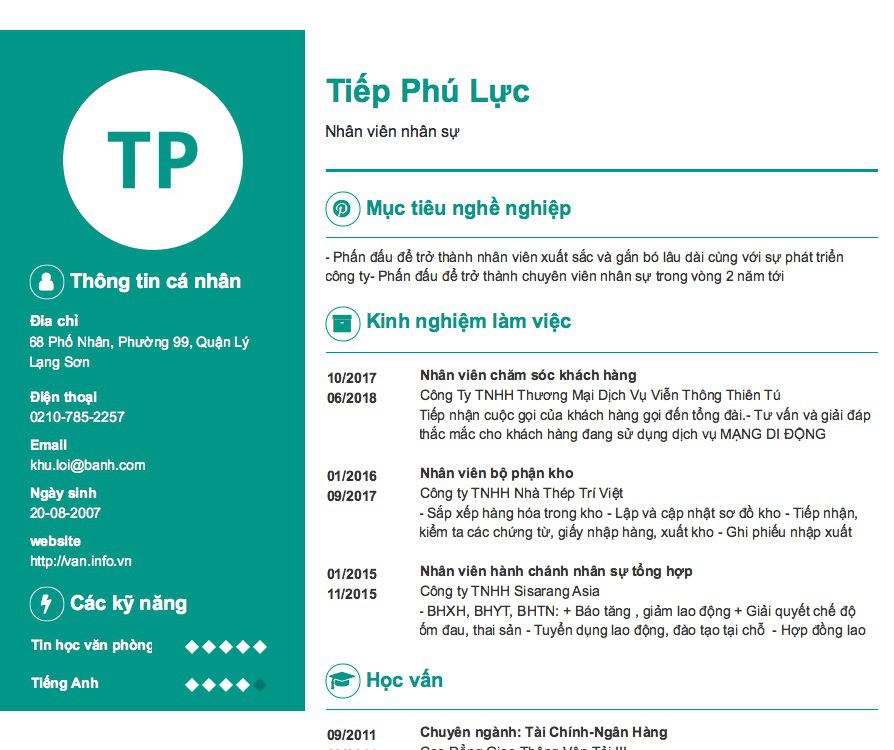 TP
Thông tin cá nhân
Đia chi
68 Phố Nhân, Phường 99, Quận Lý
Lạng Sơn
Điện thoại
0210-785-2257
Email
khu.loi@banh.com
Ngày sinh
20-08-2007
website
http://van.info.vn
Các kỹ năng
Tin học văn phòng
Tiếng Anh
Tiếp Phú Lực
Nhân viên nhân sự
Mục tiêu nghề nghiệp
- Phấn đấu để trở thành nhân viên xuất sắc và gắn bó lâu dài cùng với sự phát triển
công ty- Phấn đấu để trở thành chuyên viên nhân sự trong vòng 2 năm tới
Kinh nghiệm làm việc
10/2017 Nhân viên chăm sóc khách hàng
06/2018 Công Ty TNHH Thương Mại Dịch Vụ Viễn Thông Thiên Tú
Tiếp nhận cuộc gọi của khách hàng gọi đến tổng đài.- Tư vấn và giải đáp
thắc mắc cho khách hàng đang sử dụng dịch vụ MẠNG DI ĐỘNG
01/2016 Nhân viên bộ phận kho
09/2017 Công ty TNHH Nhà Thép Trí Việt
- Sắp xếp hàng hóa trong kho - Lập và cập nhật sơ đồ kho - Tiếp nhận,
kiểm ta các chứng từ, giấy nhập hàng, xuất kho - Ghi phiếu nhập xuất
01/2015 Nhân viên hành chánh nhân sự tổng hợp
11/2015 Công ty TNHH Sisarang Asia
- BHXH, BHYT, BHTN: + Báo tăng , giảm lao động + Giải quyết chế độ
ốm đau, thai sản - Tuyển dụng lao động, đào tạo tại chỗ - Hợp đồng lao
Học vấn
09/2011 Chuyên ngành: Tài Chính-Ngân Hàng
Cao Đẳng Giao Thông Vận Tải III